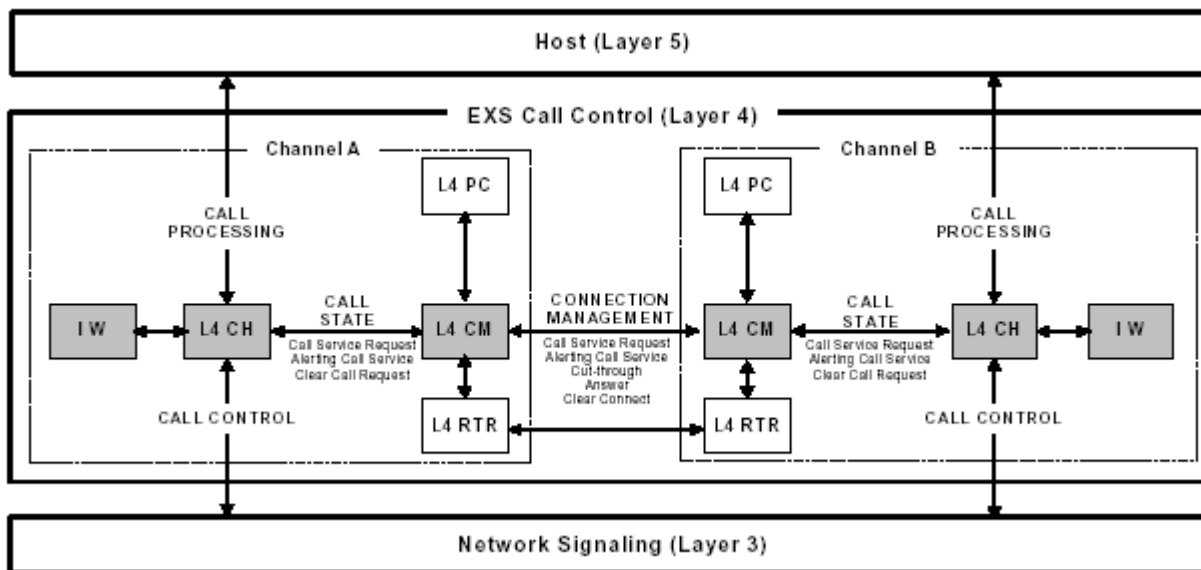 Host (Layer 5)
EXS Call Control (Layer 4)
Channel A
Channel B
L4 PC
L4 PC
CALL
PROCESSING
CALL
PROCESSING
I W
L4 CH
CALL
STATE
Call Service Request
Alerting Call Service
Clear Call Request
L4 CM
CONNECTION
MANAGEMENT
Call Service Request
Alerting Call Service
Cut-through
Answer
Clear Connect
L4 CM
CALL
STATE
Call Service Request
Alerting Call Service
Clear Call Request
L4 CH
I W
CALL CONTROL
L4 RTR
L4 RTR
CALL CONTROL
Network Signaling (Layer 3)